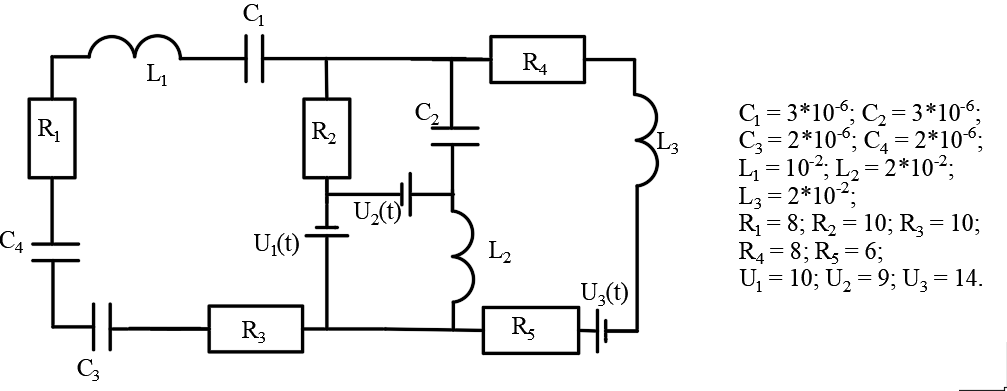 C₁
L₁
R₄
R₁
R₂
C₂
L₃
U₂(t)
C₄
U₁(t)
L₂
U₃(t)
R₃
R₅
C₃
C₁ = 3*10⁻⁶; C₂ = 3*10⁻⁶;
C₃ = 2*10⁻⁶; C₄ = 2*10⁻⁶;
L₁ = 10⁻²; L₂ = 2*10⁻²;
L₃ = 2*10⁻²;
R₁ = 8; R₂ = 10; R₃ = 10;
R₄ = 8; R₅ = 6;
U₁ = 10; U₂ = 9; U₃ = 14.